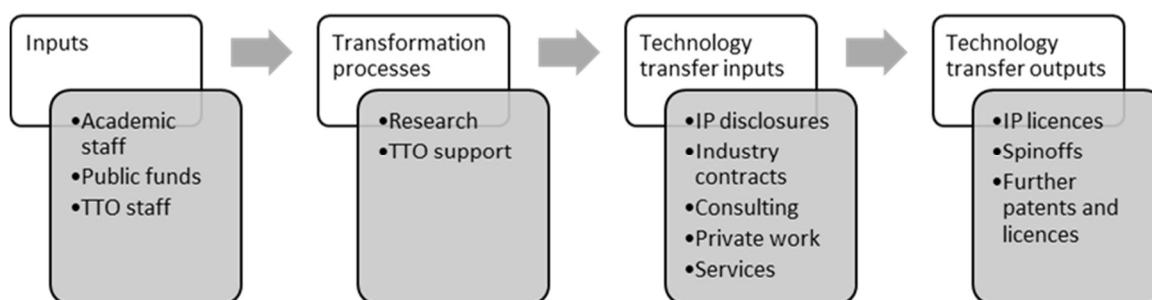 Inputs
•Academic
staff
•Public funds
•TTO staff
Transformation
processes
•Research
•TTO support
Technology
transfer inputs
•IP disclosures
•Industry
contracts
•Consulting
•Private work
•Services
Technology
transfer outputs
•IP licences
•Spinoffs
•Further
patents and
licences